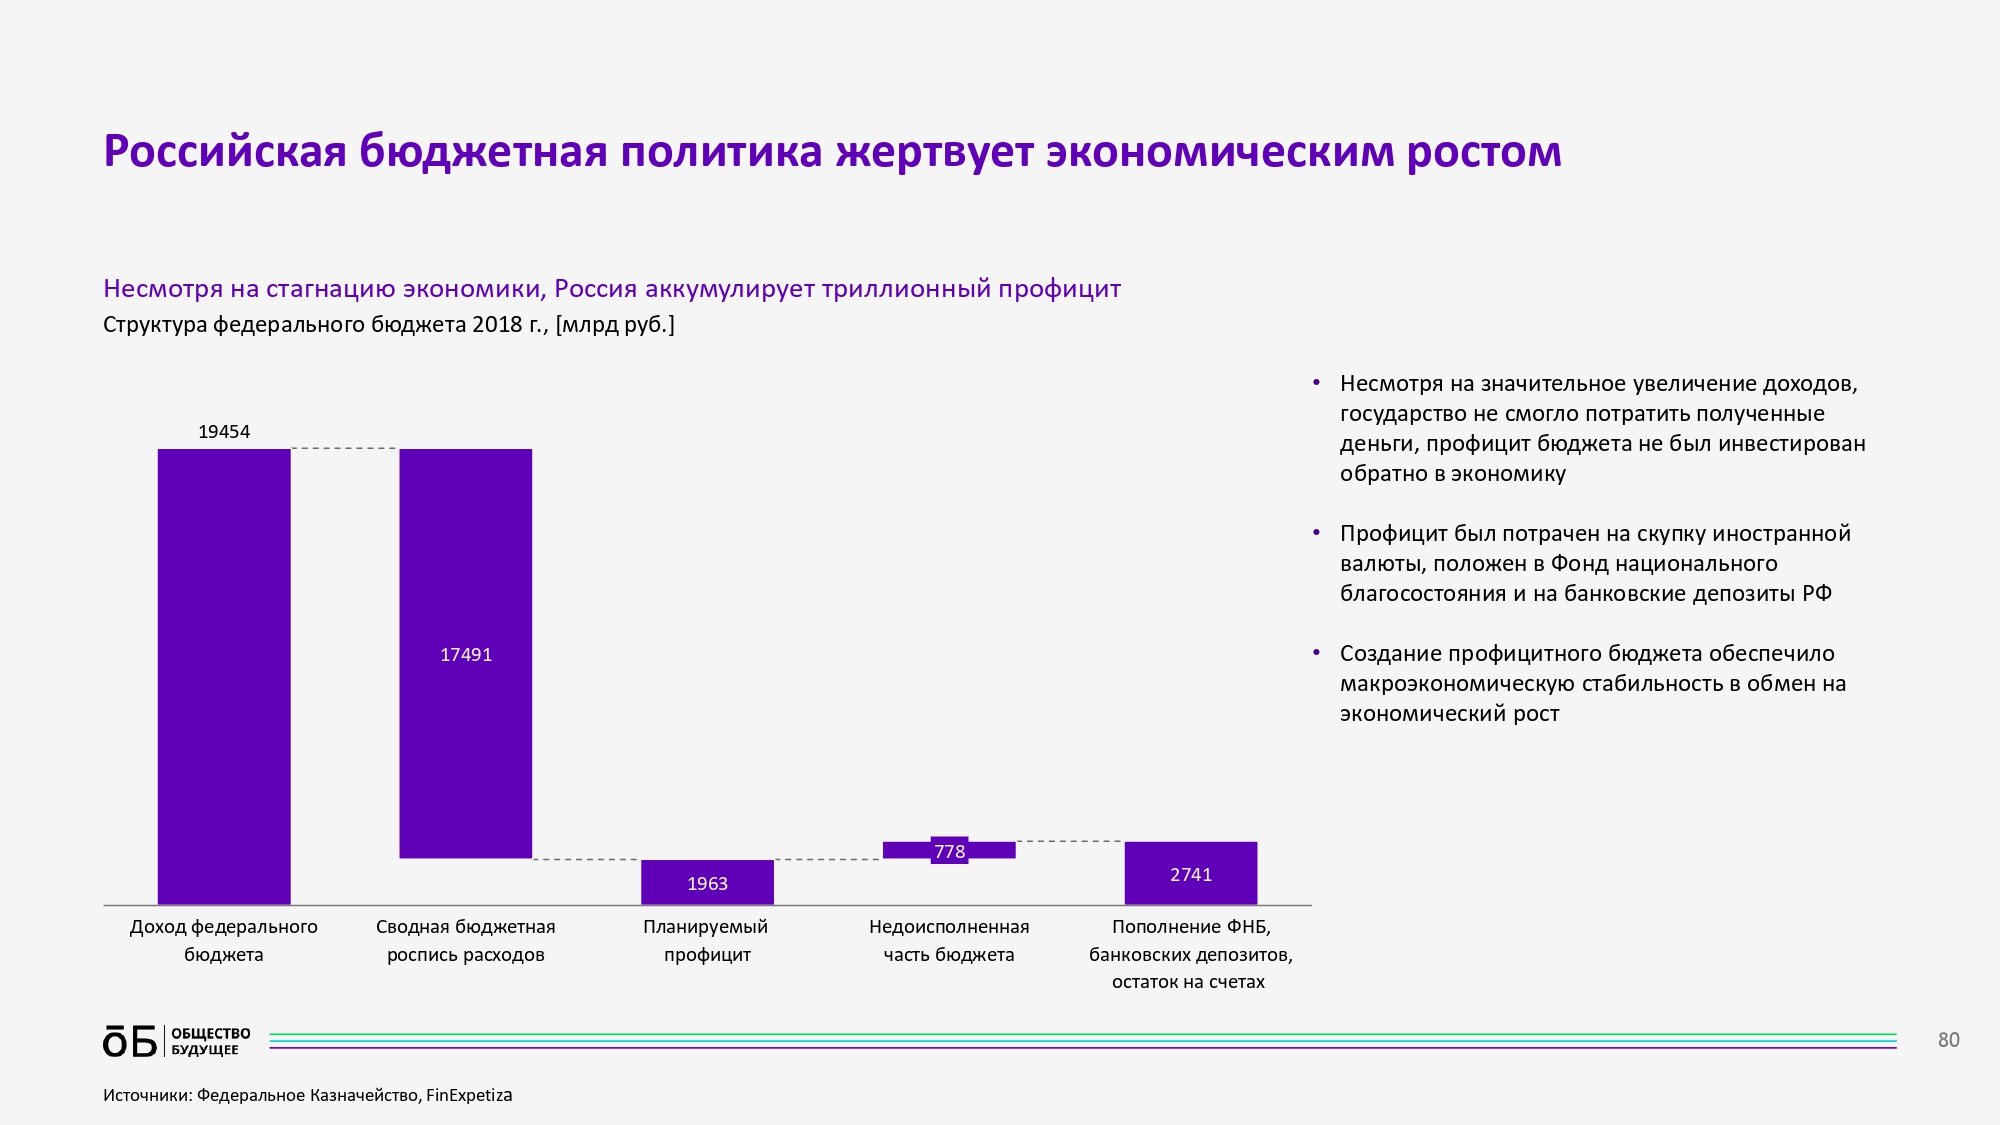 Российская бюджетная политика жертвует экономическим ростом
Несмотря на стагнацию экономики, Россия аккумулирует триллионный профицит
Структура федерального бюджета 2018 г., [млрд руб.]
19454
17491
1963
778
2741
Доход федерального
бюджета
Сводная бюджетная
роспись расходов
Планируемый
профицит
Недоисполненная
часть бюджета
Пополнение ФНБ,
банковских депозитов,
остаток на счетах
• Несмотря на значительное увеличение доходов,
государство не смогло потратить полученные
деньги, профицит бюджета не был инвестирован
обратно в экономику
• Профицит был потрачен на скупку иностранной
валюты, положен в Фонд национального
благосостояния и на банковские депозиты РФ
• Создание профицитного бюджета обеспечило
макроэкономическую стабильность в обмен на
экономический рост
ОБ
ОБЩЕСТВО
БУДУЩЕЕ
80
Источники: Федеральное Казначейство, FinExpetiza